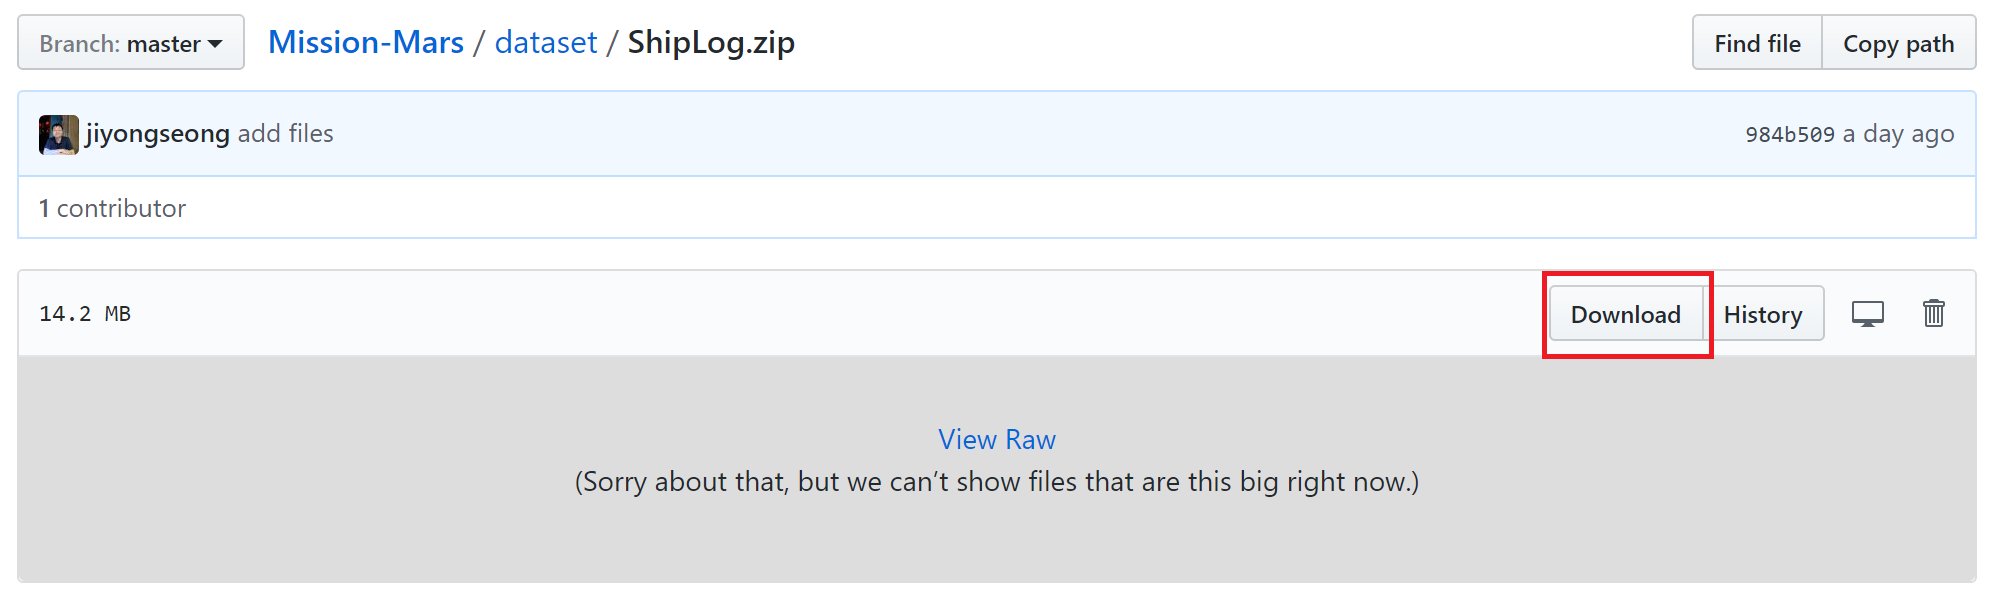 Branch: master
Mission-Mars / dataset / ShipLog.zip
Find file
Copy path
jiyongseong add files
984b509 a day ago
1 contributor
14.2 MB
Download
History
View Raw
(Sorry about that, but we can’t show files that are this big right now.)